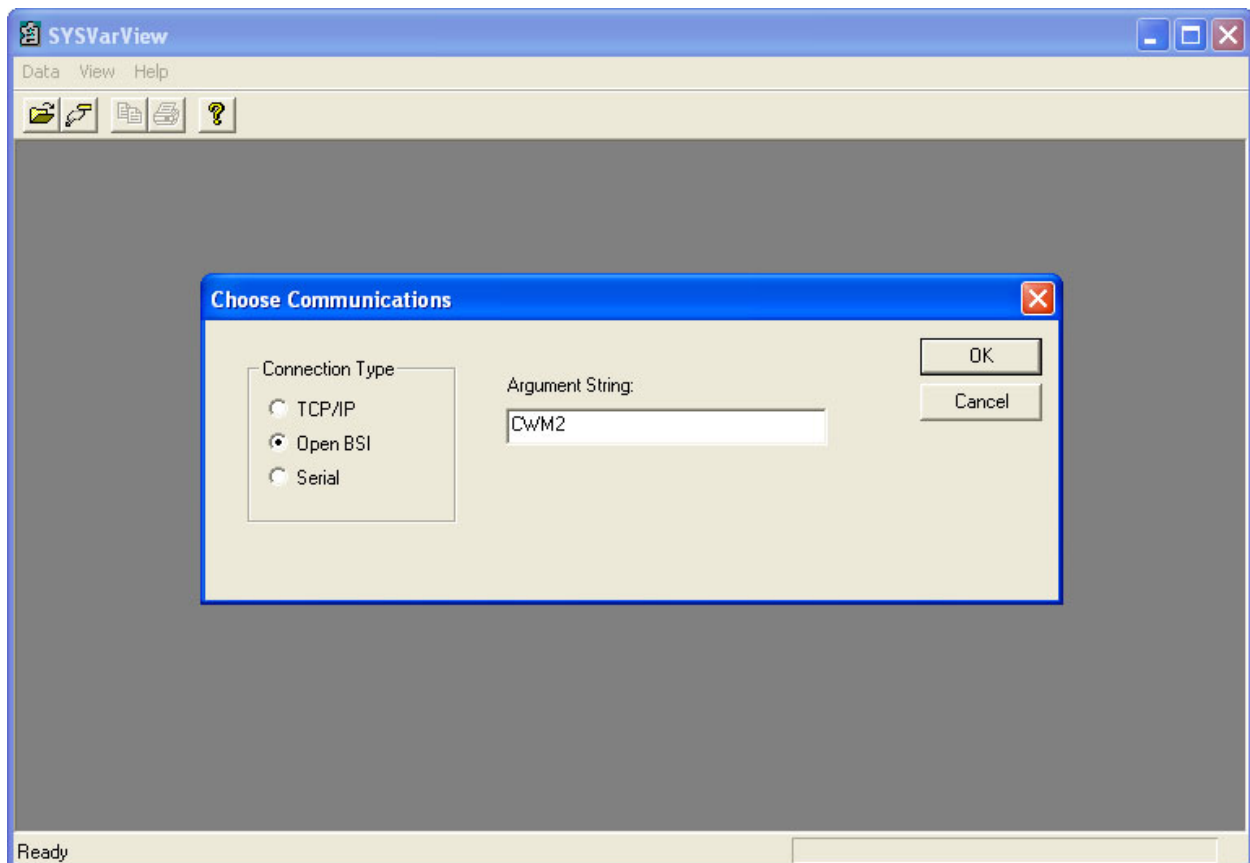 SYSVarView
Data View Help
Choose Communications
Connection Type
TCP/IP
Open BSI
Serial
Argument String:
CWM2
OK
Cancel
Ready